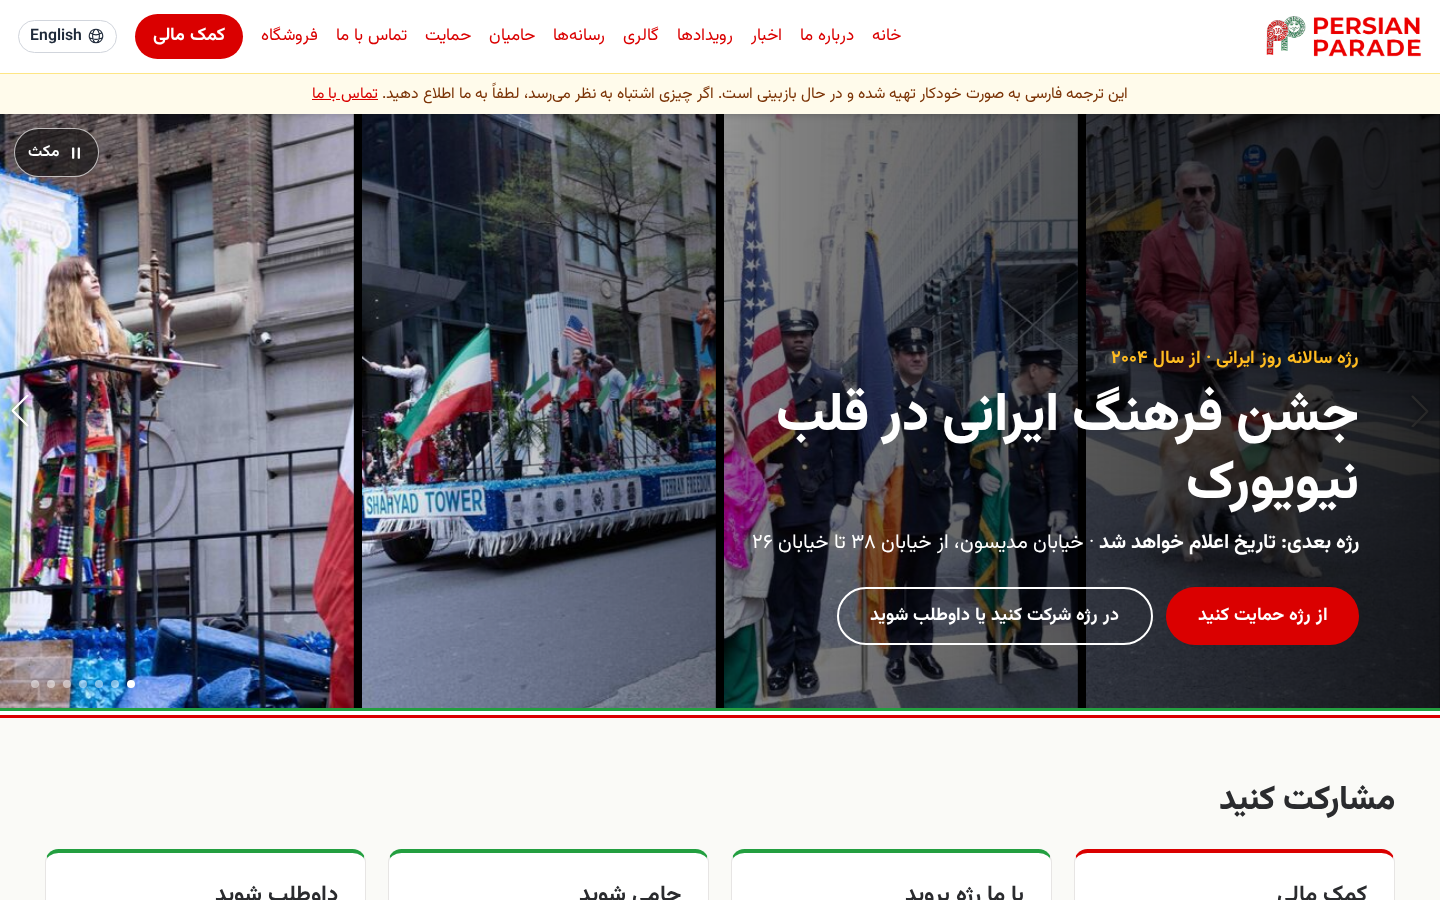 PERSIAN
PARADE
خانه
درباره ما
اخبار
رویدادها
گالری
رسانه‌ها
حامیان
حمایت
تماس با ما
فروشگاه
کمک مالی
English
این ترجمه فارسی به صورت خودکار تهیه شده و در حال بازبینی است. اگر چیزی اشتباه به نظر می‌رسد، لطفاً به ما اطلاع دهید. تماس با ما
مکث
رژه سالانه روز ایرانی · از سال ۲۰۰۴
جشن فرهنگ ایرانی در قلب
نیویورک
رژه بعدی: تاریخ اعلام خواهد شد · خیابان مدیسون، از خیابان ۳۸ تا خیابان ۲۶
از رژه حمایت کنید
در رژه شرکت کنید یا داوطلب شوید
SHAHYAD TOWER
TEHRAN FREEDOM
مشارکت کنید
کمک مالی
با ما رژه بروید
حامی شوید
داوطلب شوید